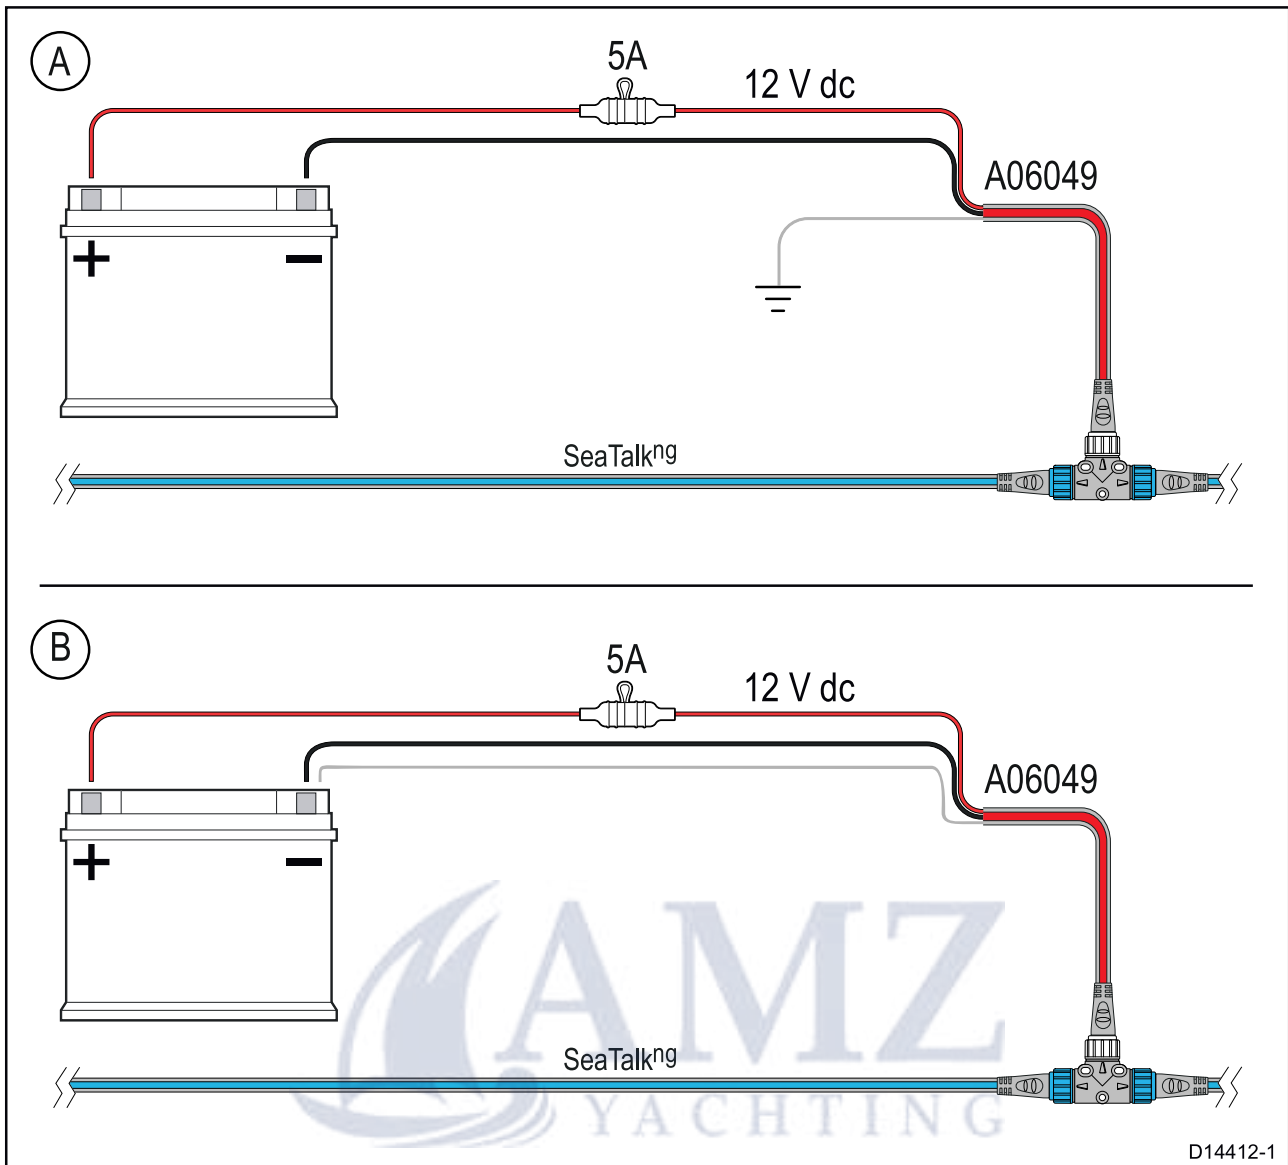 A
5A
12 V dc
A06049
+ −
SeaTalkng
B
5A
12 V dc
A06049
+ −
SeaTalkng
AMZ
YACHTING
D14412-1